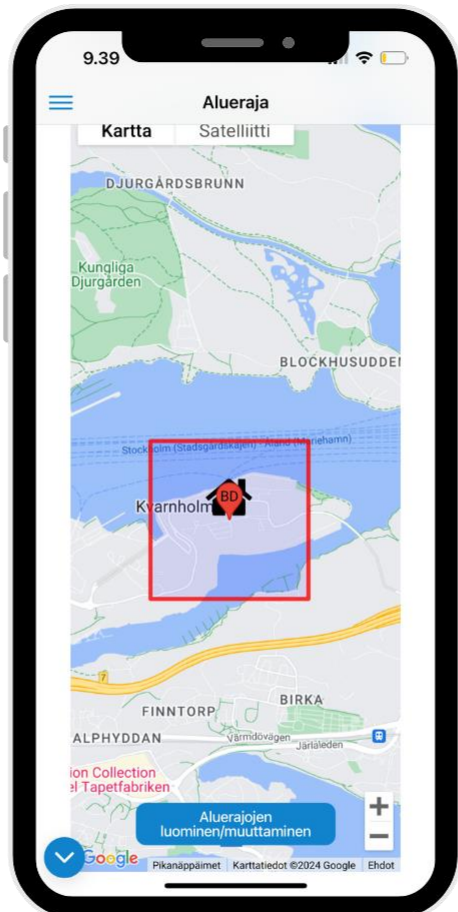 9.39
Alueraja
Kartta Satelliitti
DJURGÅRDSBRUNN
Kungliga
Djurgården
BLOCKHUSUDDEN
Stockholm (Stadsgårdskajen) - Åland (Mariehamn)
Kvarnholm
BD
7
FINNTORP
BIRKA
ALPHYDDAN
Värmdövägen
Järlaleden
ion Collection
el Tapetfabriken
Aluerajojen
luominen/muuttaminen
+
−
Google
Pikanäppäimet Karttatiedot ©2024 Google Ehdot